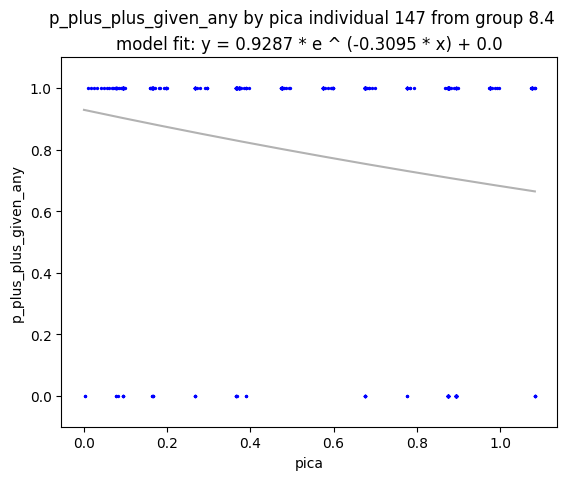 p_plus_plus_given_any by pica individual 147 from group 8.4
model fit: y = 0.9287 * e ^ (-0.3095 * x) + 0.0
1.0
0.8
0.6
0.4
0.2
0.0
p_plus_plus_given_any
0.0 0.2 0.4 0.6 0.8 1.0
pica